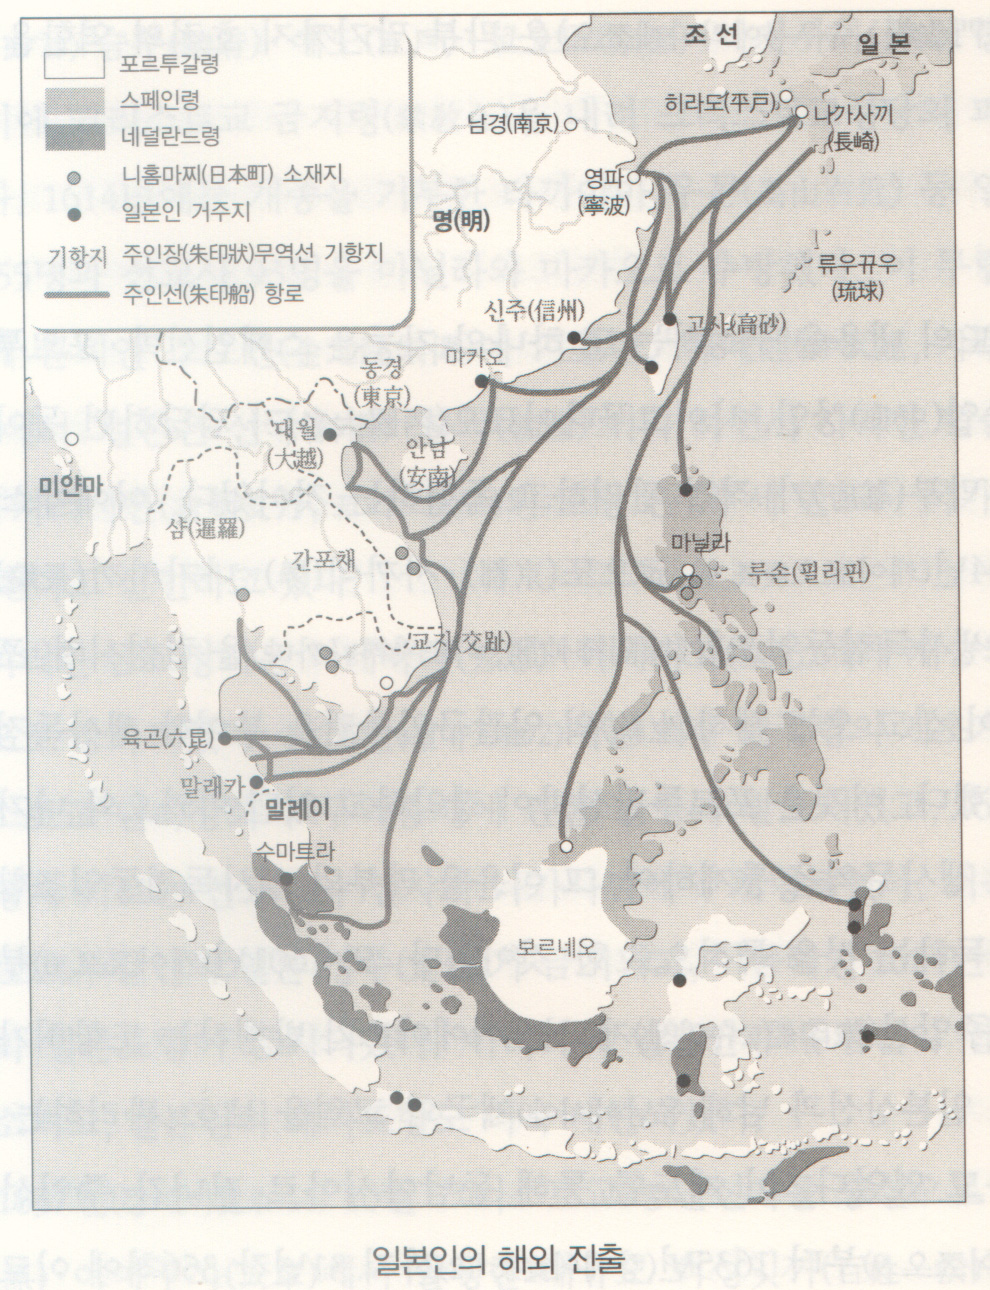 포르투갈령
스페인령
네덜란드령
니혼마찌(日本町) 소재지
일본인 거주지
기항지 주인장(朱印狀)무역선 기항지
주인선(朱印船) 항로
조선
일본
히라모(平戶)
나가사끼
(長崎)
남경(南京)
영파
(寧波)
명(明)
류우뀨우
(琉球)
신주(信州)
고사(高砂)
마카오
동경
(東京)
대월
(大越)
안남
(安南)
미얀마
샴(暹羅)
간포채
마닐라
루손(필리핀)
교지(交趾)
육곤(六昆)
말래카
말레이
수마트라
보르네오
일본인의 해외 진출